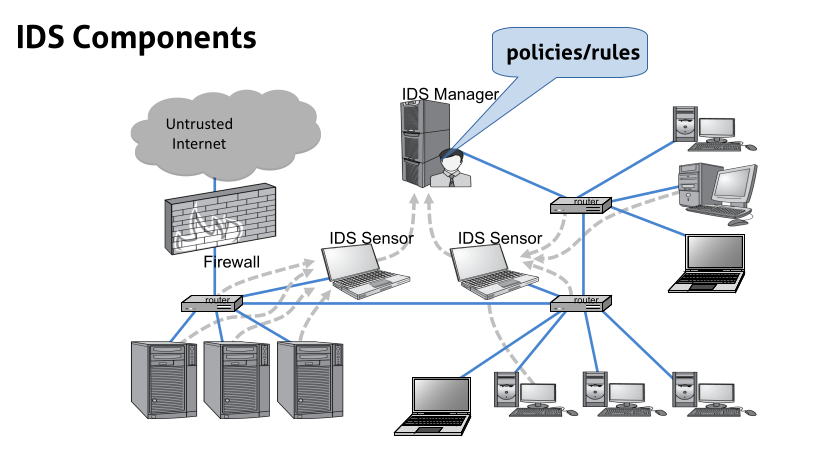 IDS Components
policies/rules
IDS Manager
Untrusted
Internet
router
IDS Sensor
IDS Sensor
Firewall
router
router